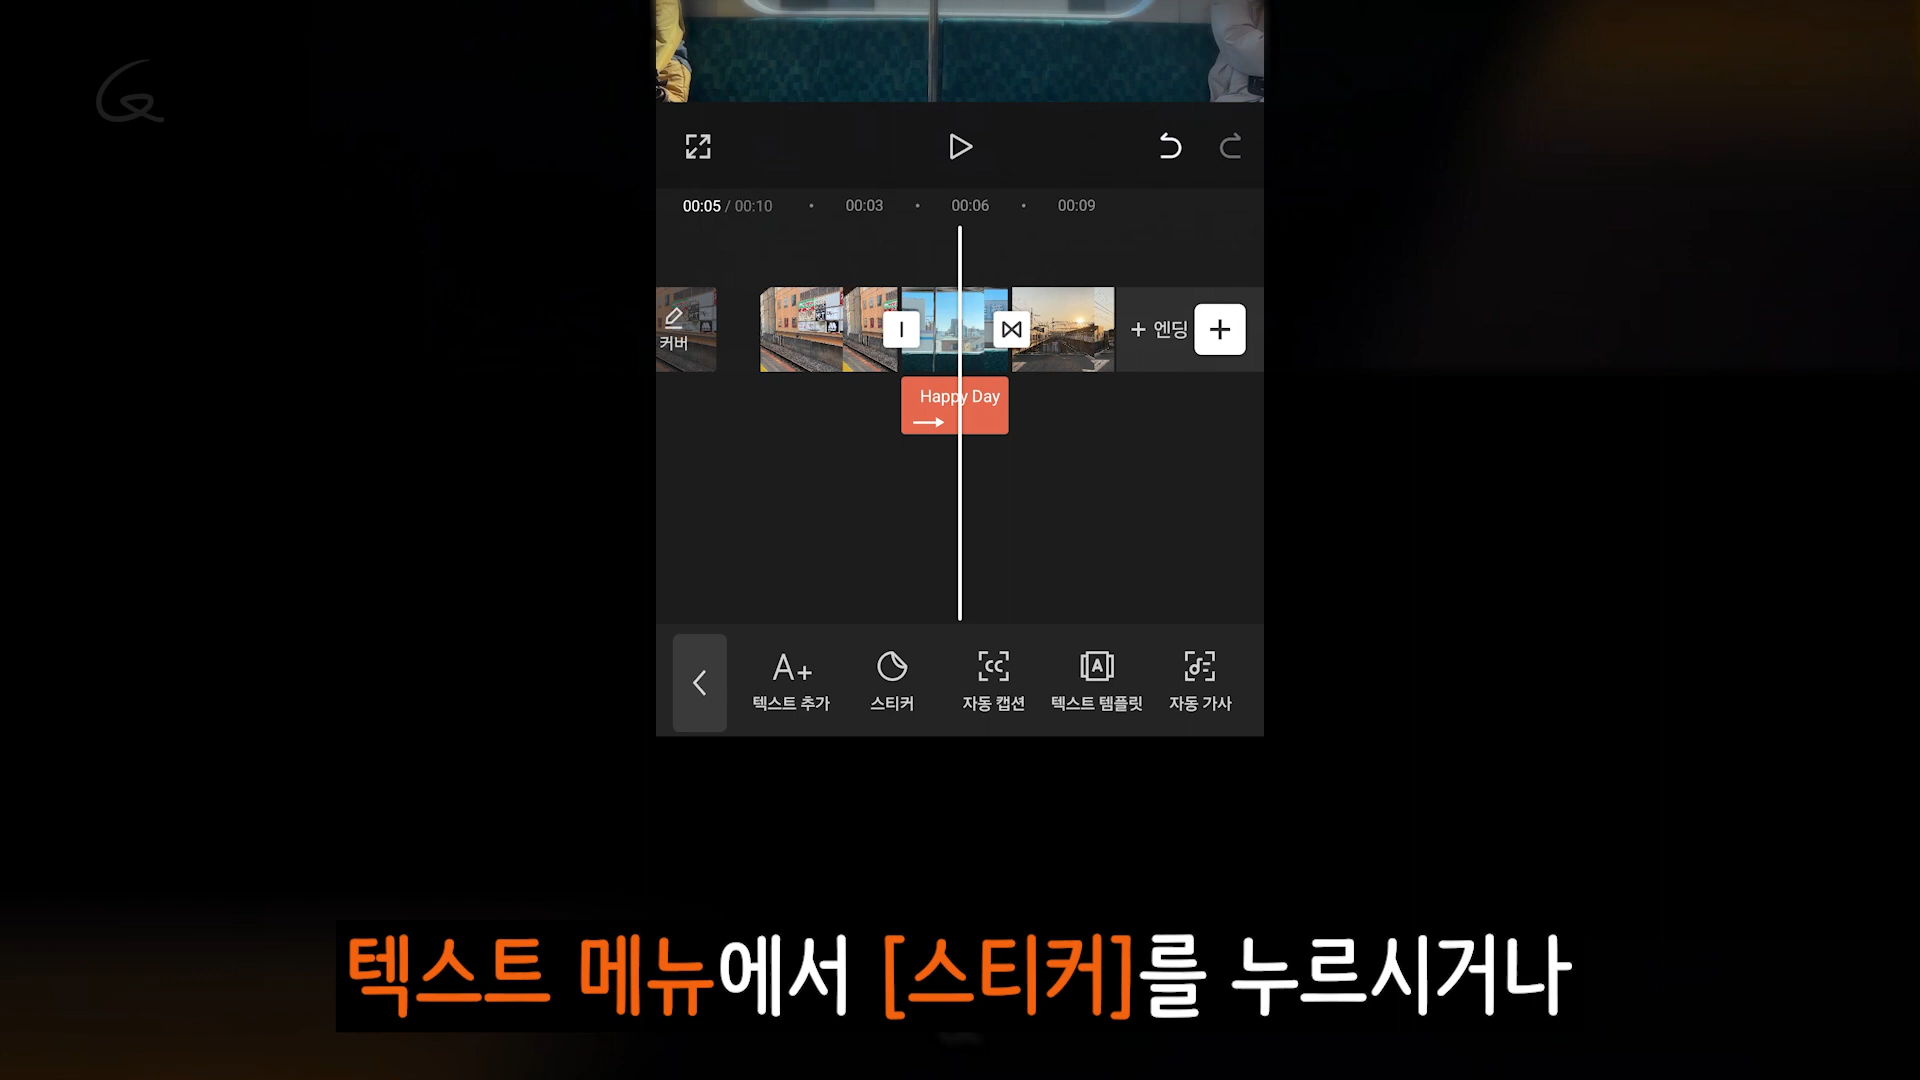 00:05 / 00:10 00:03 00:06 00:09
커버
+ 엔딩
Happy Day
텍스트 추가 스티커 자동 캡션 텍스트 템플릿 자동 가사
텍스트 메뉴에서 [스티커]를 누르시거나